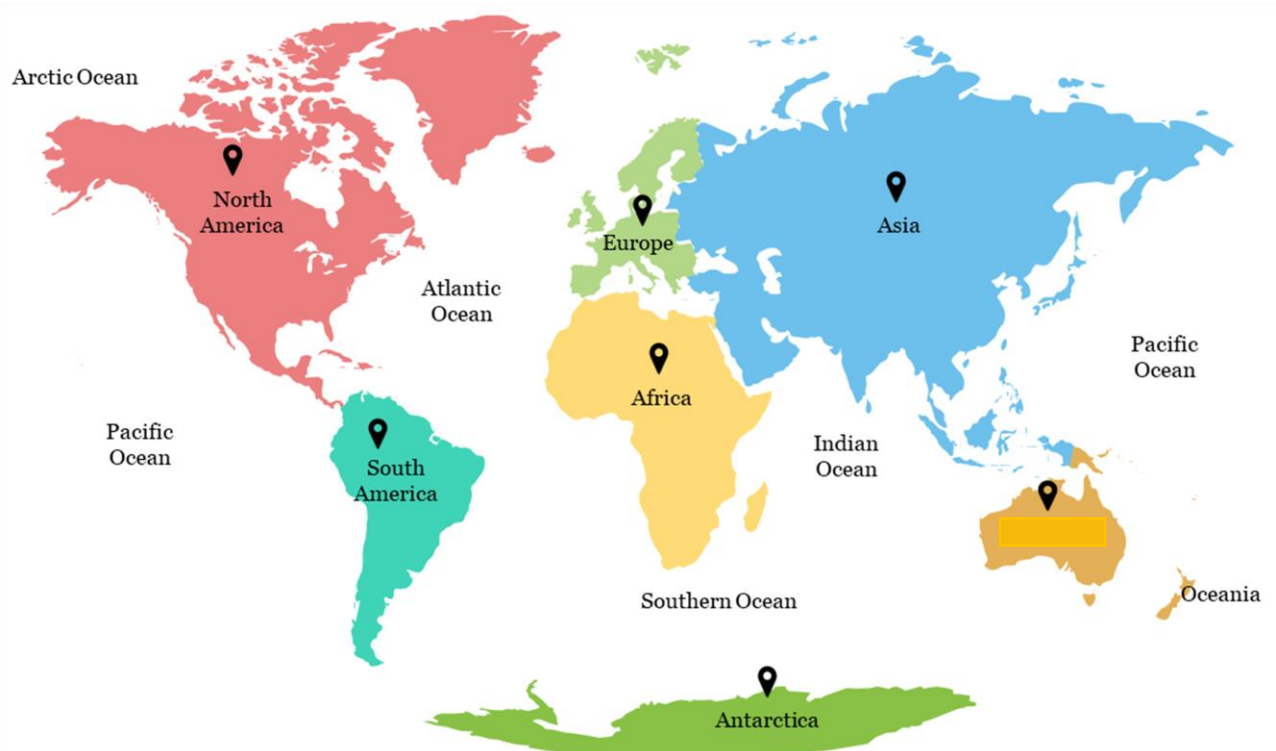 Arctic Ocean
North
America
Europe
Asia
Atlantic
Ocean
Pacific
Ocean
Africa
Pacific
Ocean
Indian
Ocean
South
America
Oceania
Southern Ocean
Antarctica